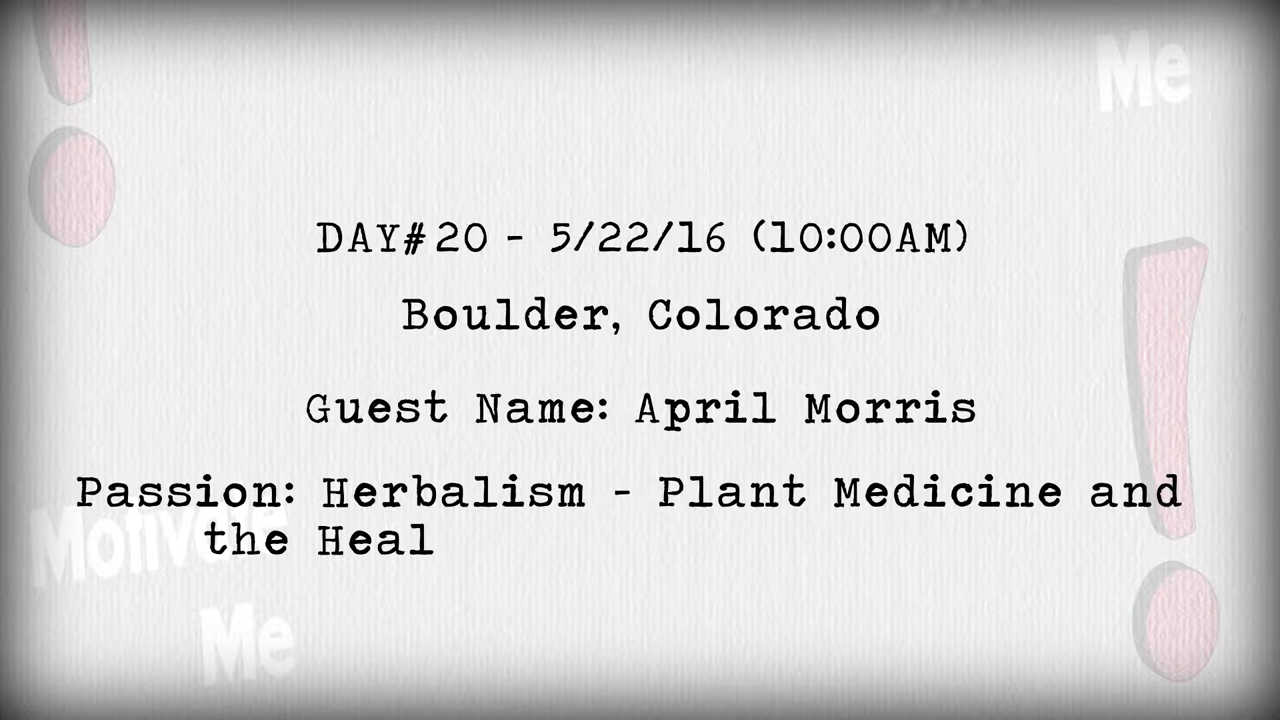 Me
DAY#20 - 5/22/16 (10:00AM)
Boulder, Colorado
Guest Name: April Morris
Passion: Herbalism - Plant Medicine and
the Heal
Motivate
Me